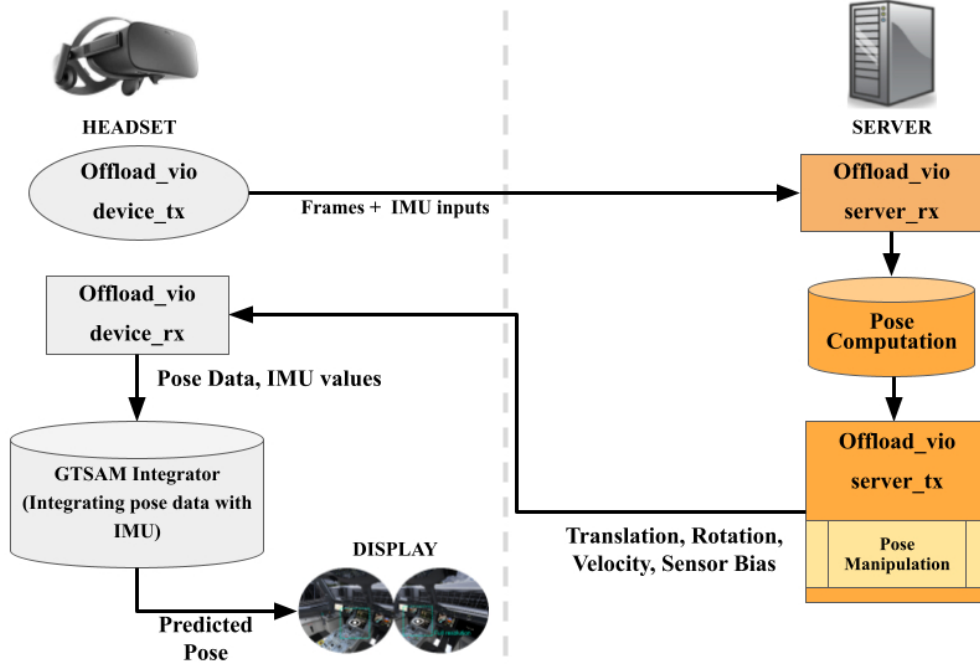 HEADSET
SERVER
Offload_vio
device_tx
Frames + IMU inputs
Offload_vio
server_rx
Offload_vio
device_rx
Pose
Computation
Pose Data, IMU values
Offload_vio
server_tx
GTSAM Integrator
(Integrating pose data with
IMU)
Translation, Rotation,
Velocity, Sensor Bias
Pose
Manipulation
DISPLAY
Predicted
Pose